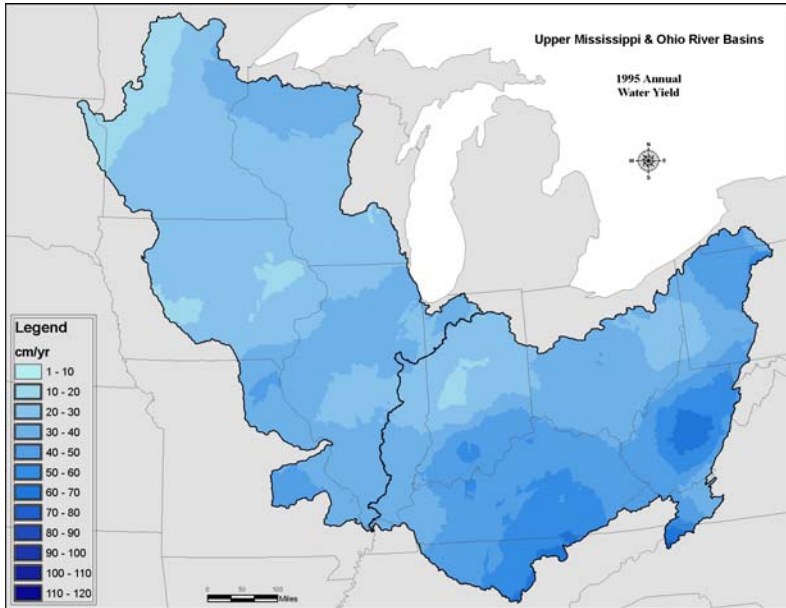 Upper Mississippi & Ohio River Basins
1995 Annual
Water Yield
N
W
E
S
Legend
cm/yr
1 - 10
10 - 20
20 - 30
30 - 40
40 - 50
50 - 60
60 - 70
70 - 80
80 - 90
90 - 100
100 - 110
110 - 120
0 50 100
Miles